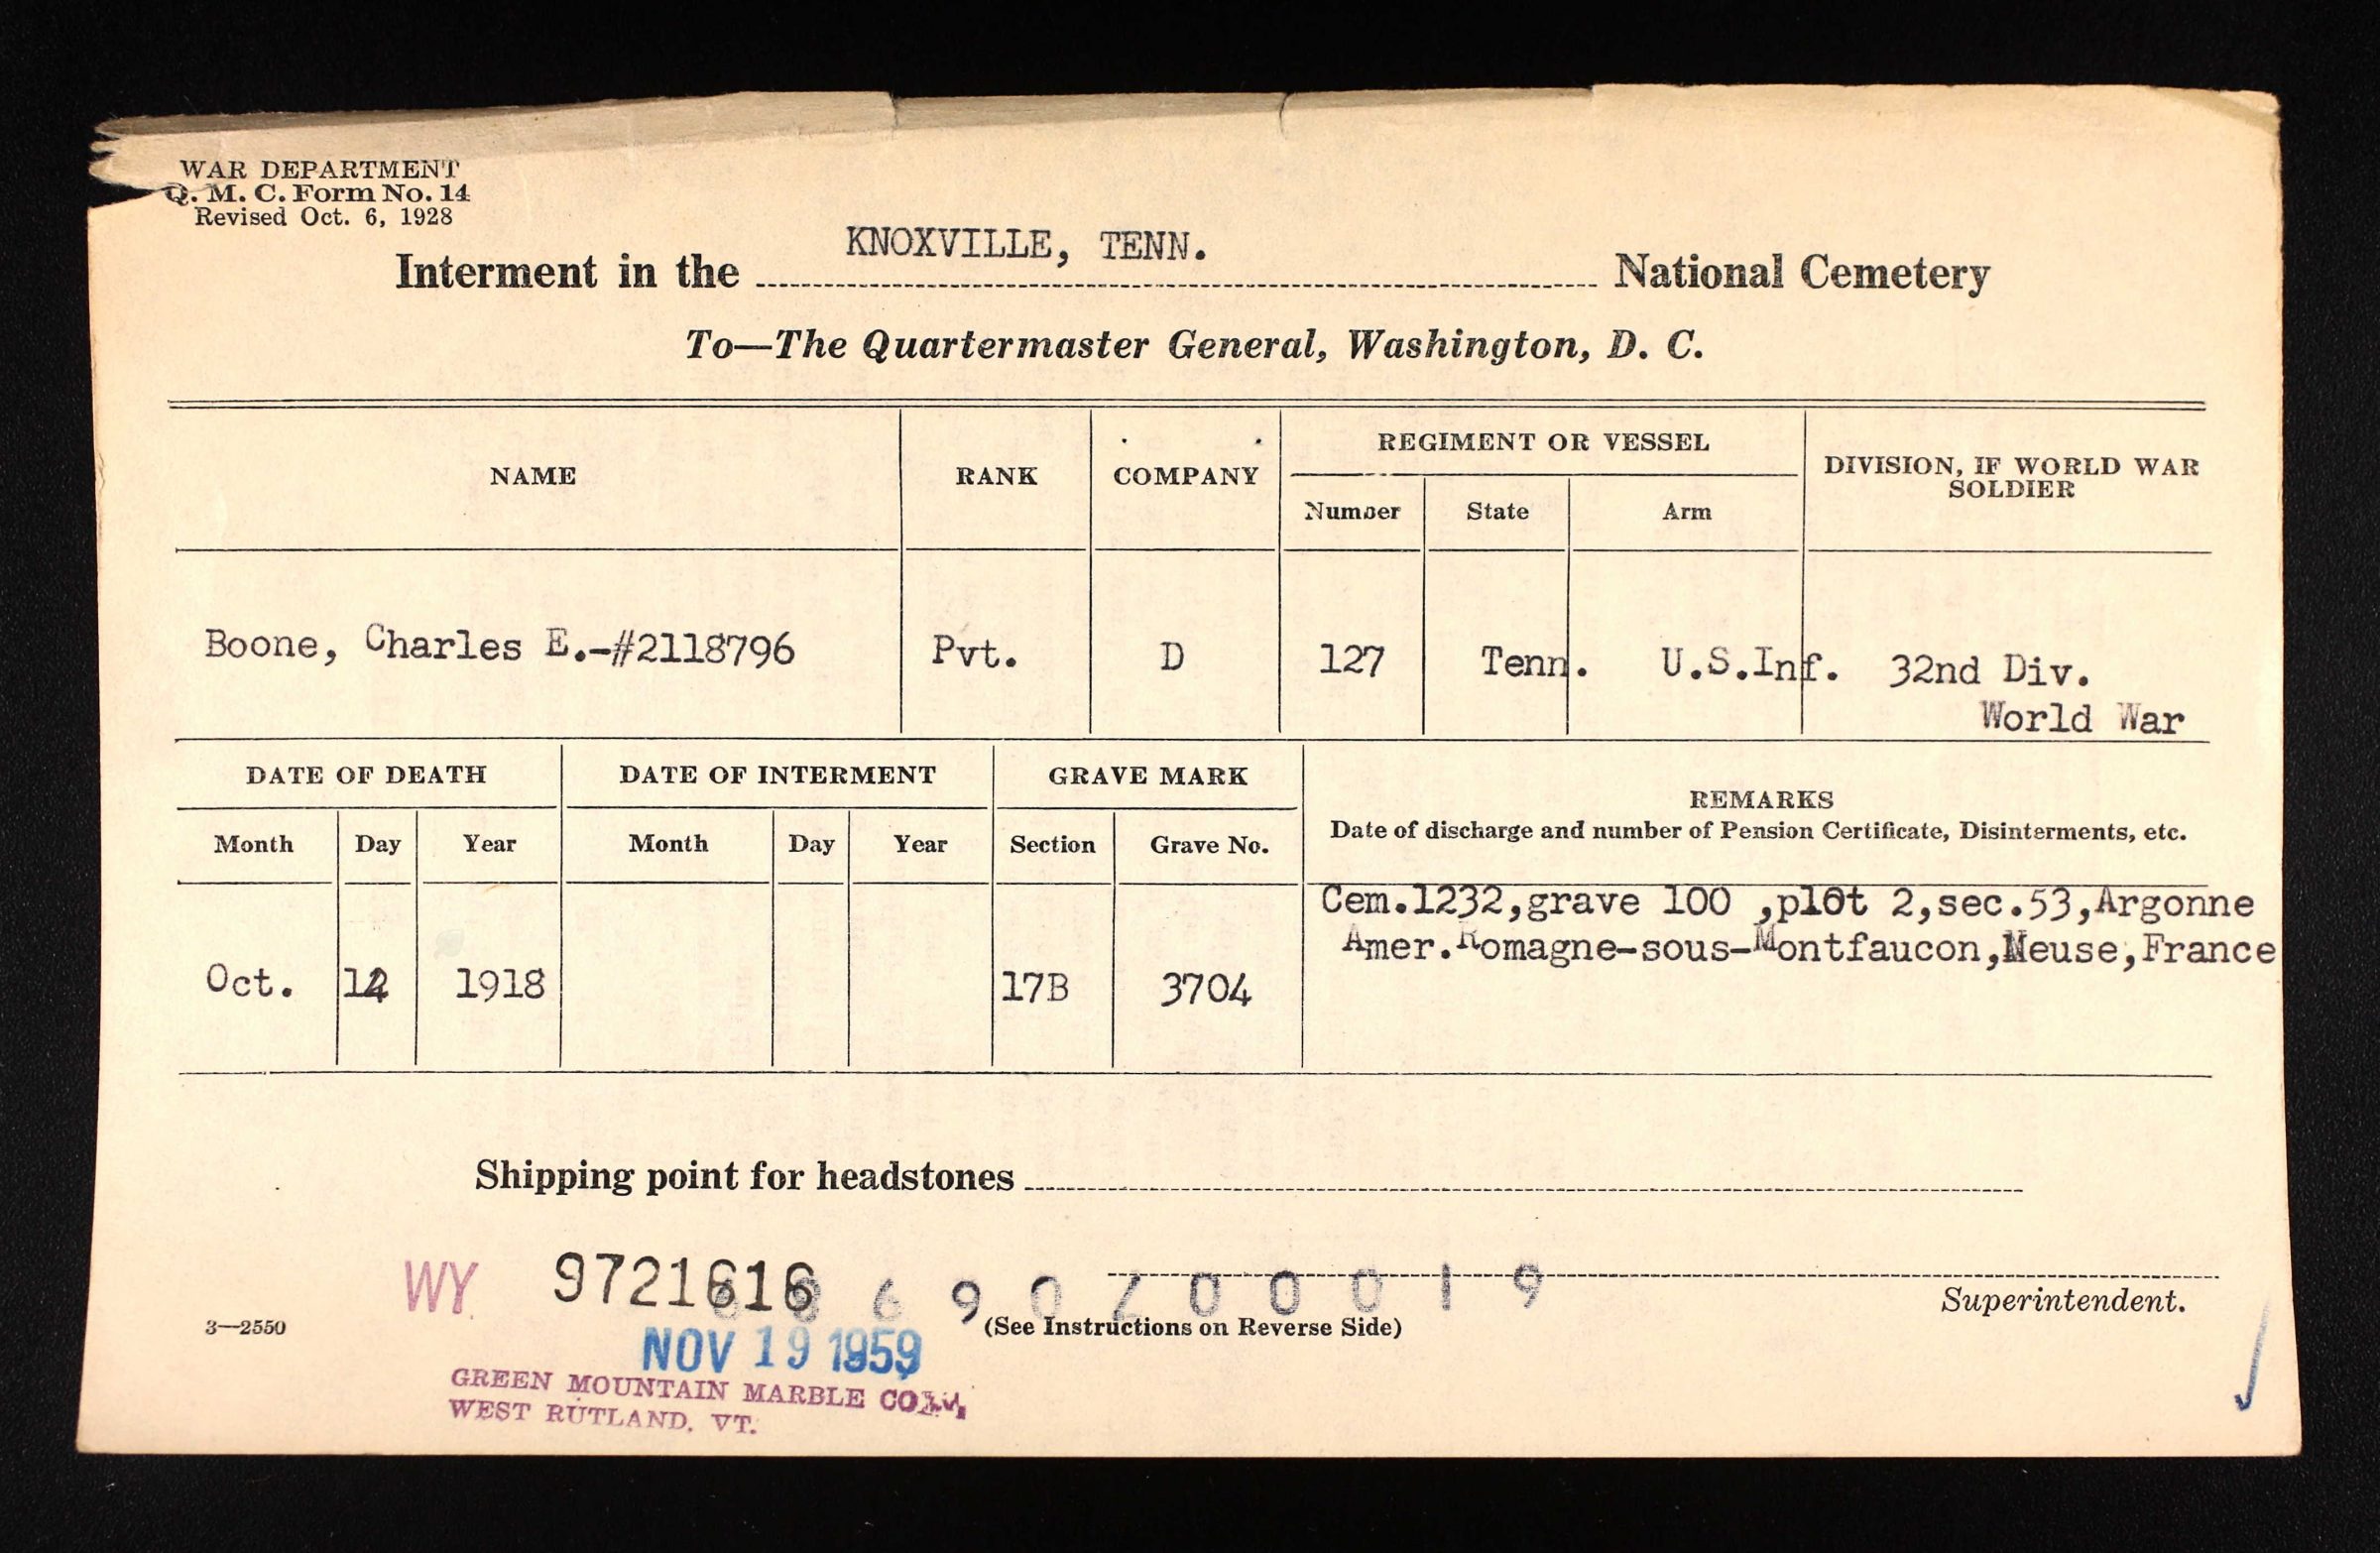 WAR DEPARTMENT
Q. M. C. Form No. 14
Revised Oct. 6, 1928
KNOXVILLE, TENN.
Interment in the National Cemetery
To—The Quartermaster General, Washington, D. C.
NAME RANK COMPANY REGIMENT OR VESSEL DIVISION, IF WORLD WAR SOLDIER
Number State Arm
Boone, Charles E.-#2118796 Pvt. D 127 Tenn. U.S.Inf. 32nd Div.
World War
DATE OF DEATH DATE OF INTERMENT GRAVE MARK REMARKS
Date of discharge and number of Pension Certificate, Disinterments, etc.
Month Day Year Month Day Year Section Grave No.
Cem.1232,grave 100 ,plot 2,sec.53,Argonne
Amer.Romagne-sous-Montfaucon,Meuse,France
Oct. 1918 17B 3704
Shipping point for headstones
WY 9721616
Superintendent.
3—2550
(See Instructions on Reverse Side)
NOV 19 1959
GREEN MOUNTAIN MARBLE
WEST RUTLAND, VT.